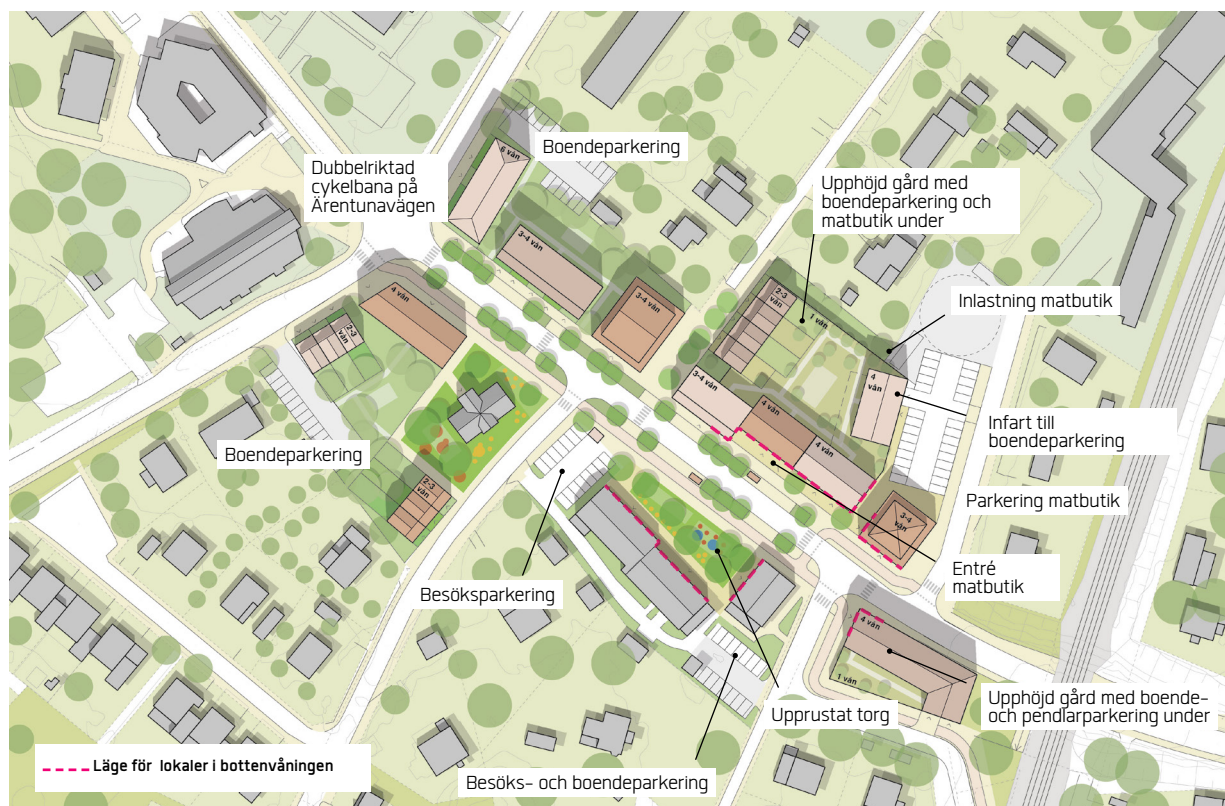 Boendeparkering
6 vån
Dubbelriktad
cykelbana på
Ärentunavägen
Upphöjd gård med
boendeparkering och
matbutik under
3-4 vån
4 vån
3-4 vån
2-3
vån
1 vån
Inlastning matbutik
2-3
vån
3-4 vån
4
vån
4 vån
4 vån
Infart till
boendeparkering
Boendeparkering
2-3
vån
Parkering matbutik
3-4
vån
Entré
matbutik
Besöksparkering
4 vån
1 vån
Upprustat torg
Upphöjd gård med boende-
och pendlarparkering under
Läge för lokaler i bottenvåningen
Besöks- och boendeparkering